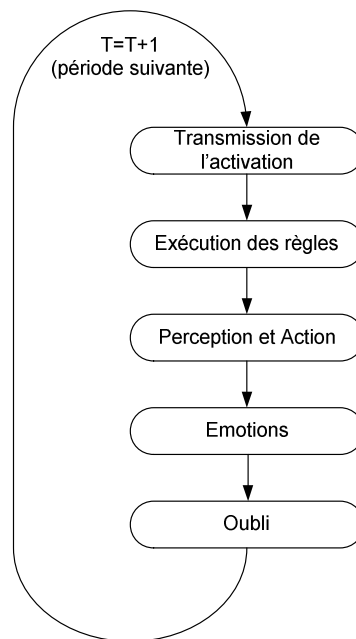 T=T+1
(période suivante)
Transmission de
l'activation
Exécution des règles
Perception et Action
Emotions
Oubli